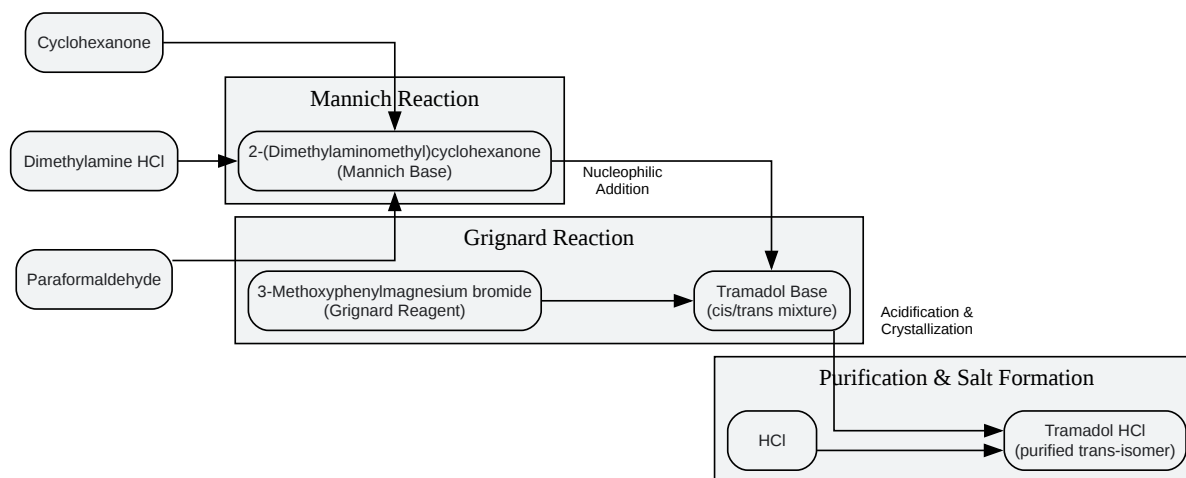 Cyclohexanone
Mannich Reaction
Dimethylamine HCl
2-(Dimethylaminomethyl)cyclohexanone
(Mannich Base)
Nucleophilic
Addition
Grignard Reaction
Paraformaldehyde
3-Methoxyphenylmagnesium bromide
(Grignard Reagent)
Tramadol Base
(cis/trans mixture)
Acidification &
Crystallization
Purification & Salt Formation
HCl
Tramadol HCl
(purified trans-isomer)